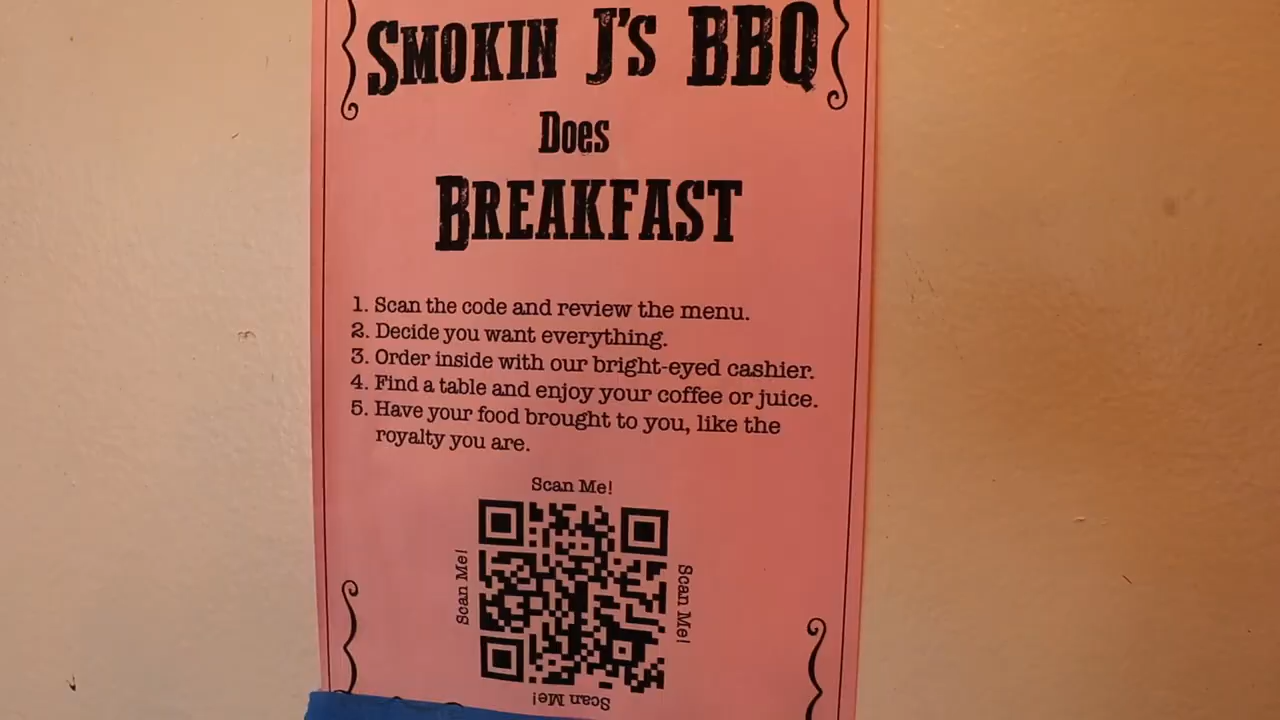 SMOKIN J'S BBQ
DOES
BREAKFAST
1. Scan the code and review the menu.
2. Decide you want everything.
3. Order inside with our bright-eyed cashier.
4. Find a table and enjoy your coffee or juice.
5. Have your food brought to you, like the
royalty you are.
Scan Me!
Scan Me!
Scan Me!
Scan Me!